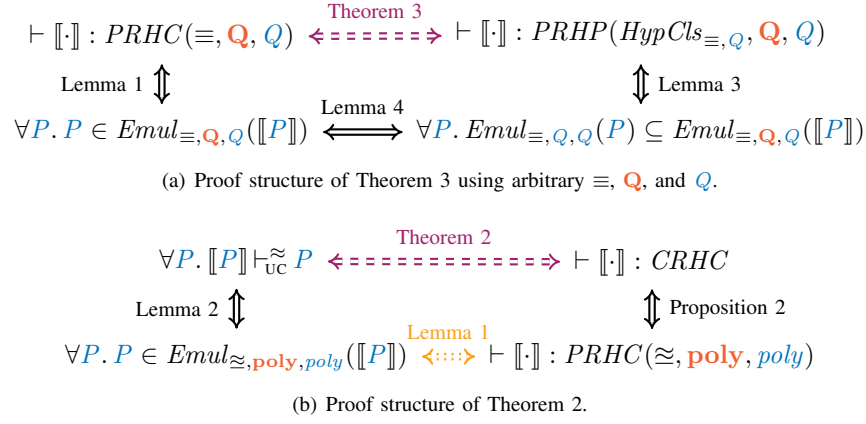 Theorem 3
⊢ ⟦·⟧ : PRHC(≡, Q, Q) ⊢ ⟦·⟧ : PRHP(HypCls≡,Q, Q, Q)
Lemma 1 Lemma 3
Lemma 4
∀P. P ∈ Emul≡,Q,Q(⟦P⟧) ∀P. Emul≡,Q,Q(P) ⊆ Emul≡,Q,Q(⟦P⟧)
(a) Proof structure of Theorem 3 using arbitrary ≡, Q, and Q.
Theorem 2
∀P. ⟦P⟧ ⊢≈UC P ⊢ ⟦·⟧ : CRHC
Lemma 2 Proposition 2
Lemma 1
∀P. P ∈ Emul≊,poly,poly(⟦P⟧) ⊢ ⟦·⟧ : PRHC(≊, poly, poly)
(b) Proof structure of Theorem 2.